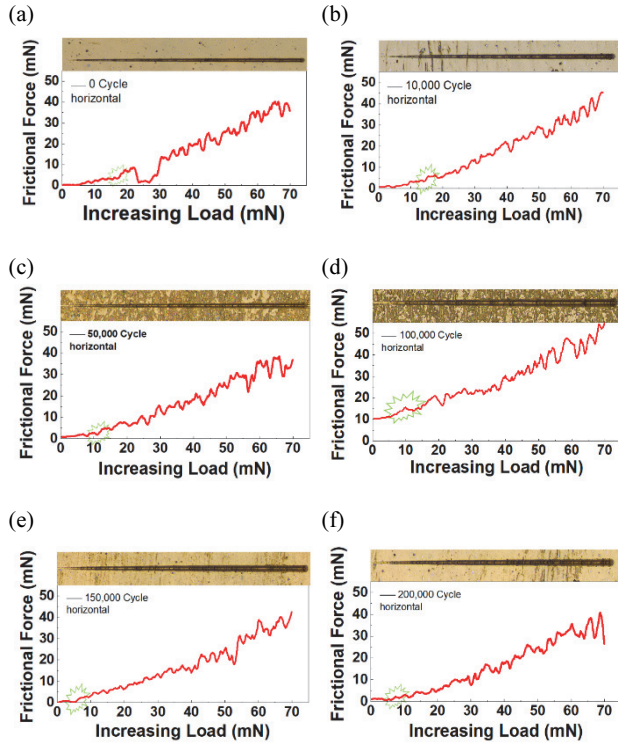 (a)
(b)
Frictional Force (mN)
50
40
30
20
10
0
0 Cycle
horizontal
0 10 20 30 40 50 60 70
Increasing Load (mN)
Frictional Force (mN)
50
40
30
20
10
0
10,000 Cycle
horizontal
0 10 20 30 40 50 60 70
Increasing Load (mN)
(c)
(d)
Frictional Force (mN)
50
40
30
20
10
0
50,000 Cycle
horizontal
0 10 20 30 40 50 60 70
Increasing Load (mN)
Frictional Force (mN)
50
40
30
20
10
0
100,000 Cycle
horizontal
0 10 20 30 40 50 60 70
Increasing Load (mN)
(e)
(f)
Frictional Force (mN)
50
40
30
20
10
0
150,000 Cycle
horizontal
0 10 20 30 40 50 60 70
Increasing Load (mN)
Frictional Force (mN)
50
40
30
20
10
0
200,000 Cycle
horizontal
0 10 20 30 40 50 60 70
Increasing Load (mN)